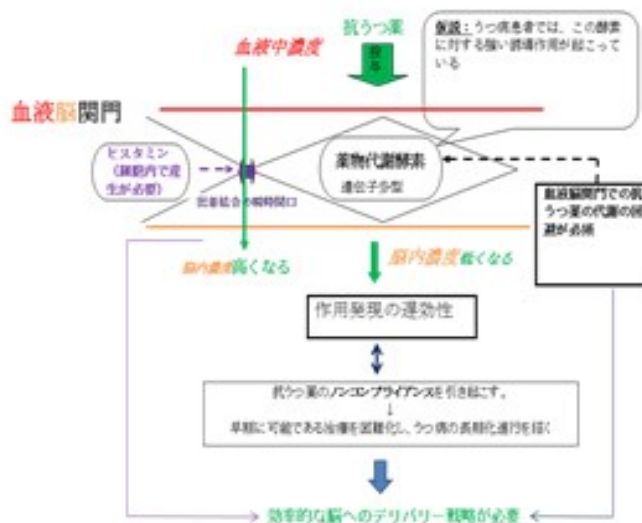 抗うつ薬
投与
血液中濃度
仮説：うつ病患者では、この酵素
に対する強い誘導作用が起こって
いる
血液脳関門
ヒスタミン
（細胞内で産
生が必要）
薬物代謝酵素
遺伝子多型
密着結合の瞬時開口
血液脳関門での抗
うつ薬の代謝の回
避が必須
脳内濃度高くなる
脳内濃度低くなる
作用発現の遅効性
抗うつ薬のノンコンプライアンスを引き起こす。
↓
早期に可能である治療を困難化し、うつ病の長期化進行を招く
効率的な脳へのデリバリー戦略が必要